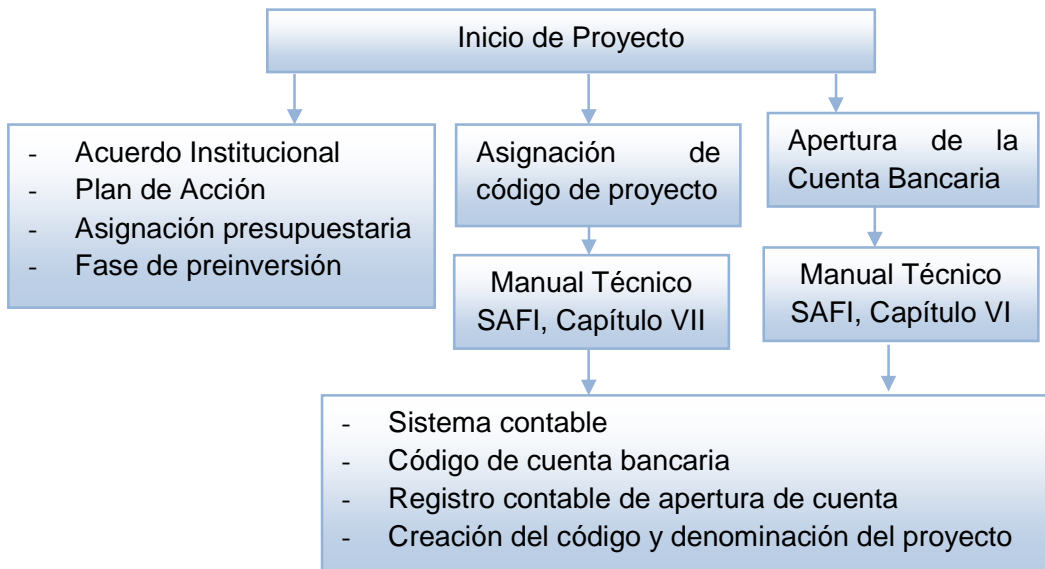 Inicio de Proyecto
- Acuerdo Institucional
- Plan de Acción
- Asignación presupuestaria
- Fase de preinversión
Asignación de
código de proyecto
Apertura de la
Cuenta Bancaria
Manual Técnico
SAFI, Capítulo VII
Manual Técnico
SAFI, Capítulo VI
- Sistema contable
- Código de cuenta bancaria
- Registro contable de apertura de cuenta
- Creación del código y denominación del proyecto